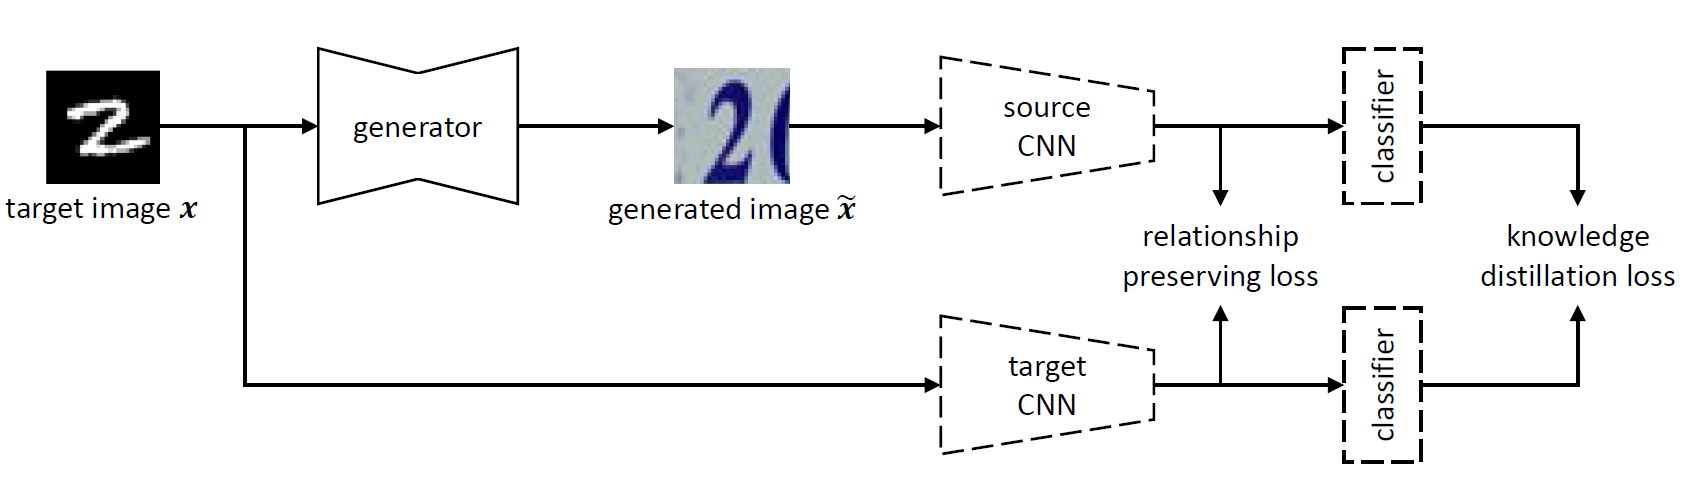 target image x
generator
generated image x̃
source
CNN
classifier
relationship
preserving loss
knowledge
distillation loss
target
CNN
classifier